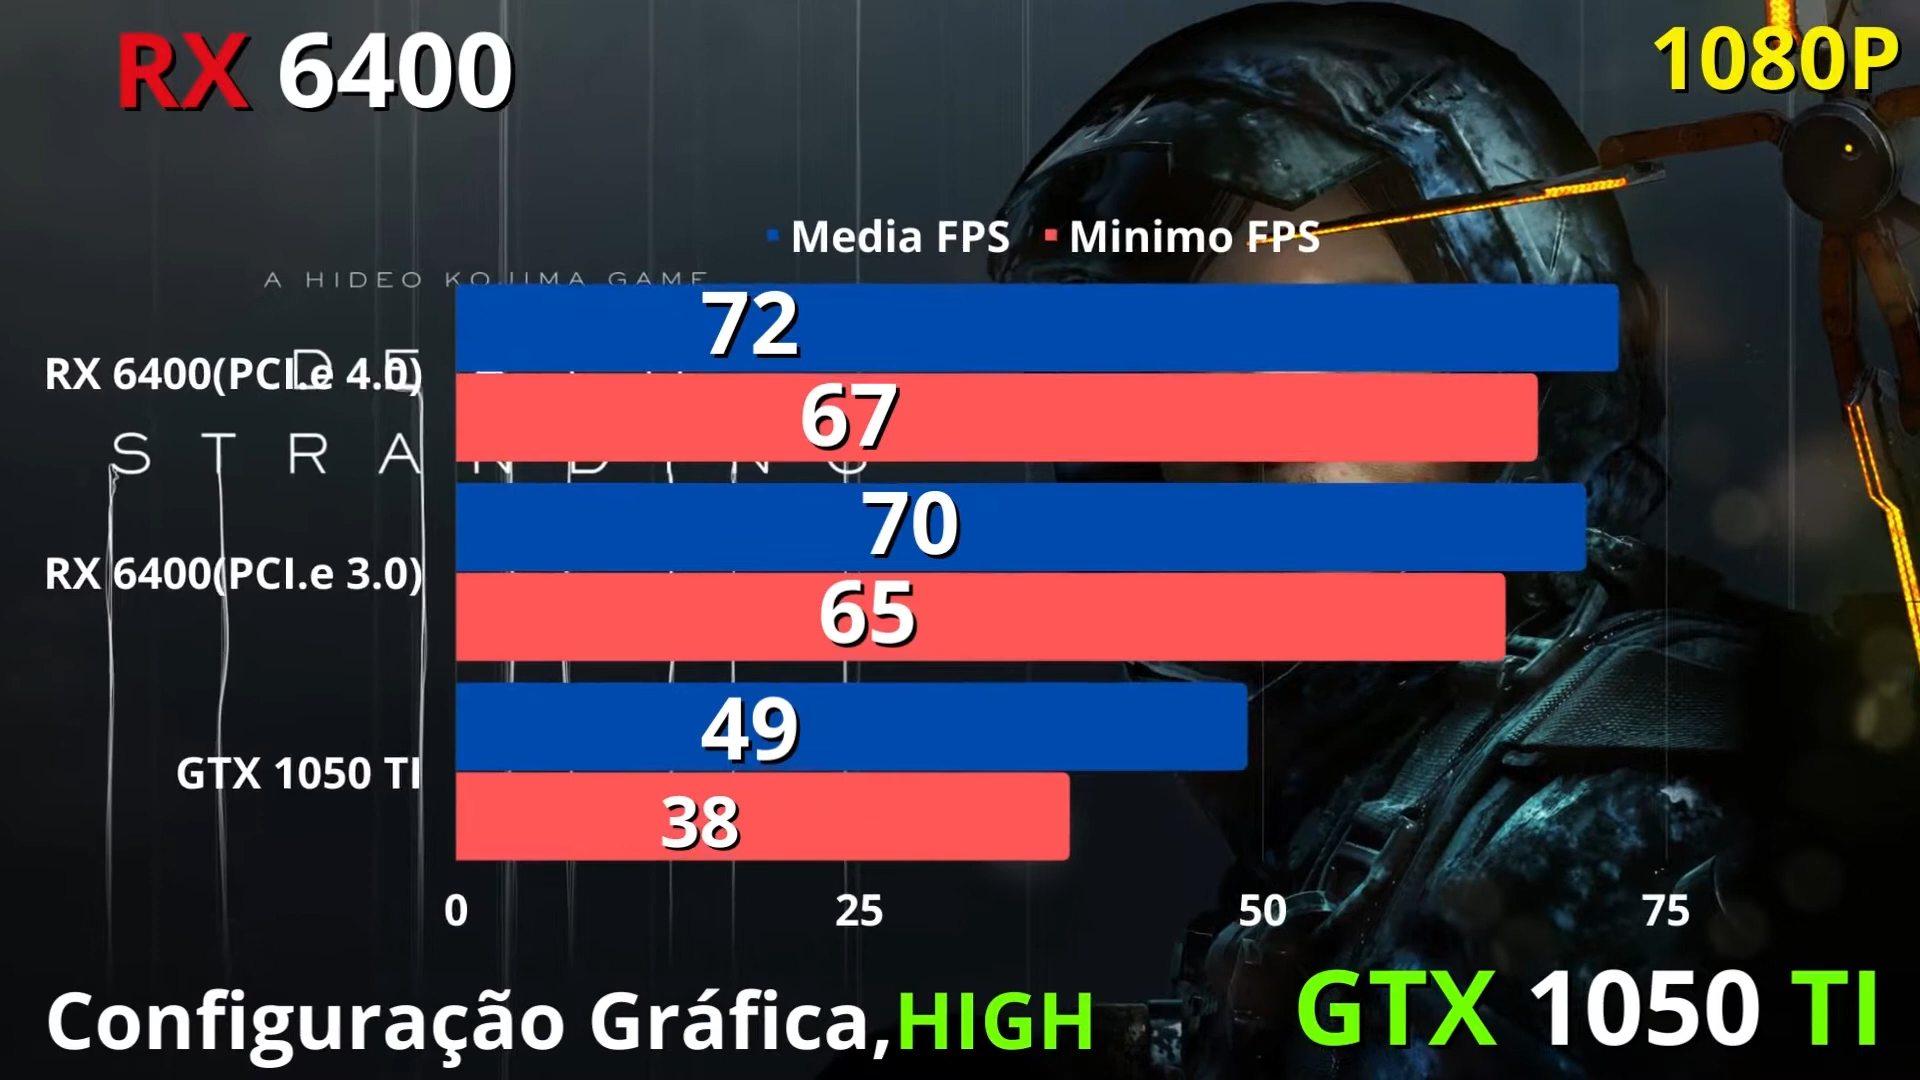 RX 6400
1080P
Media FPS Minimo FPS
A HIDEO KOJIMA GAME
72
RX 6400(PCI.e 4.0)
67
STRANDING
70
RX 6400(PCI.e 3.0)
65
49
GTX 1050 TI
38
0 25 50 75
Configuração Gráfica,HIGH
GTX 1050 TI